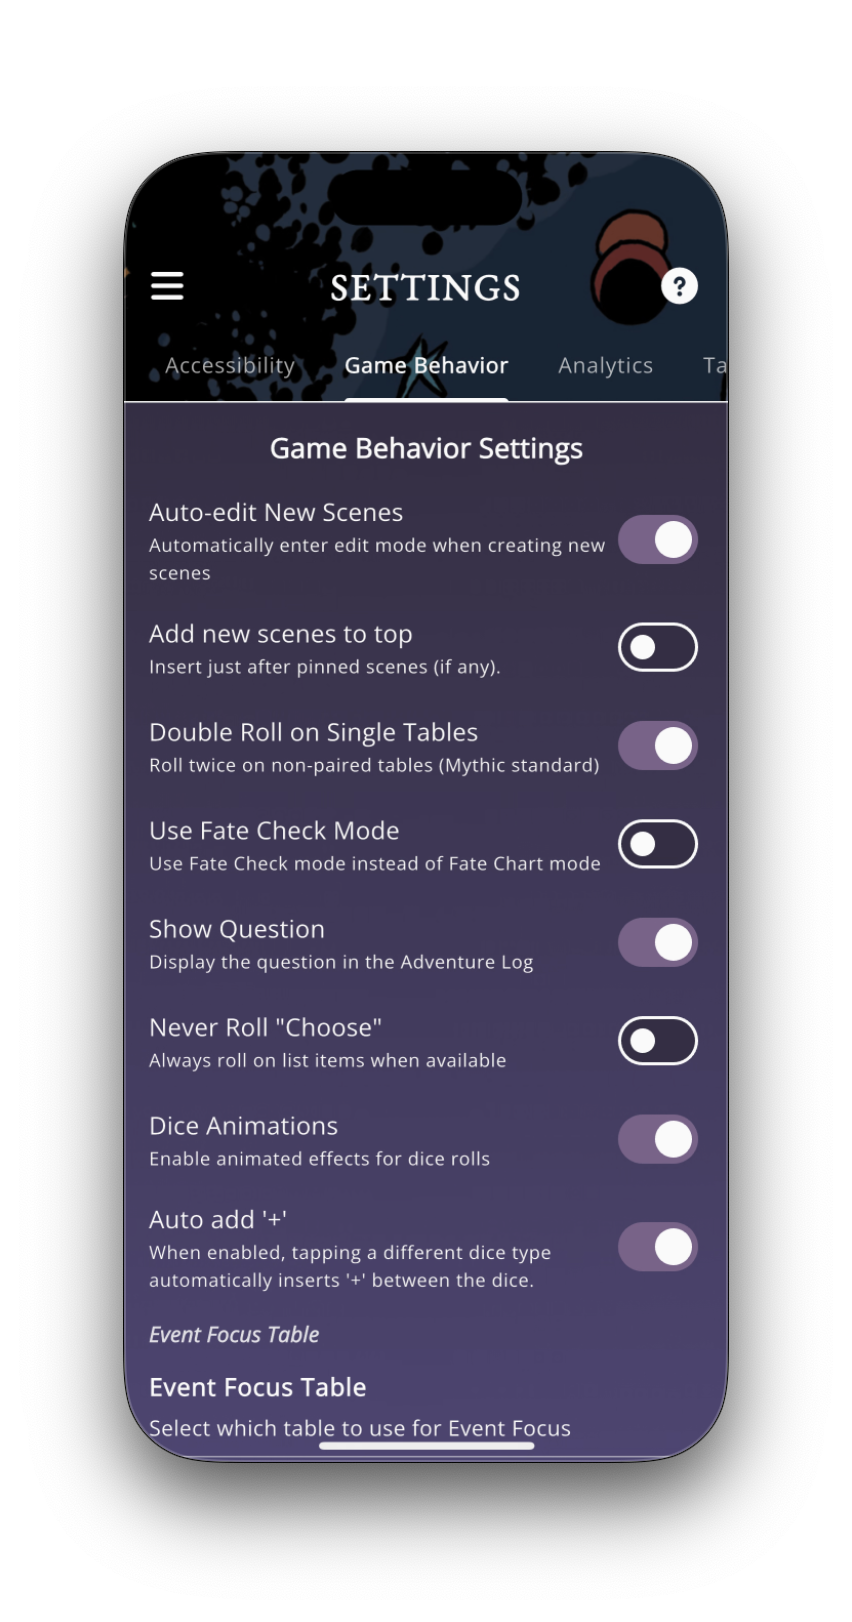 SETTINGS
?
Accessibility
Game Behavior
Analytics
Ta
Game Behavior Settings
Auto-edit New Scenes
Automatically enter edit mode when creating new
scenes
Add new scenes to top
Insert just after pinned scenes (if any).
Double Roll on Single Tables
Roll twice on non-paired tables (Mythic standard)
Use Fate Check Mode
Use Fate Check mode instead of Fate Chart mode
Show Question
Display the question in the Adventure Log
Never Roll "Choose"
Always roll on list items when available
Dice Animations
Enable animated effects for dice rolls
Auto add '+'
When enabled, tapping a different dice type
automatically inserts '+' between the dice.
Event Focus Table
Event Focus Table
Select which table to use for Event Focus